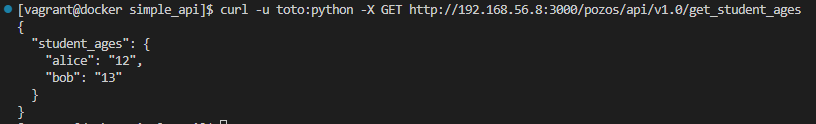 [vagrant@docker simple_api]$ curl -u toto:python -X GET http://192.168.56.8:3000/pozos/api/v1.0/get_student_ages
{
  "student_ages": {
    "alice": "12",
    "bob": "13"
  }
}